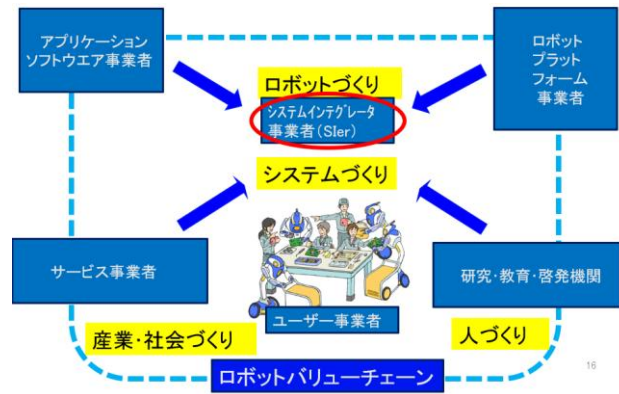 アプリケーション
ソフトウエア事業者
ロボット
プラット
フォーム
事業者
ロボットづくり
システムインテグレータ
事業者(SIer)
システムづくり
サービス事業者
研究・教育・啓発機関
ユーザー事業者
産業・社会づくり
人づくり
ロボットバリューチェーン
16